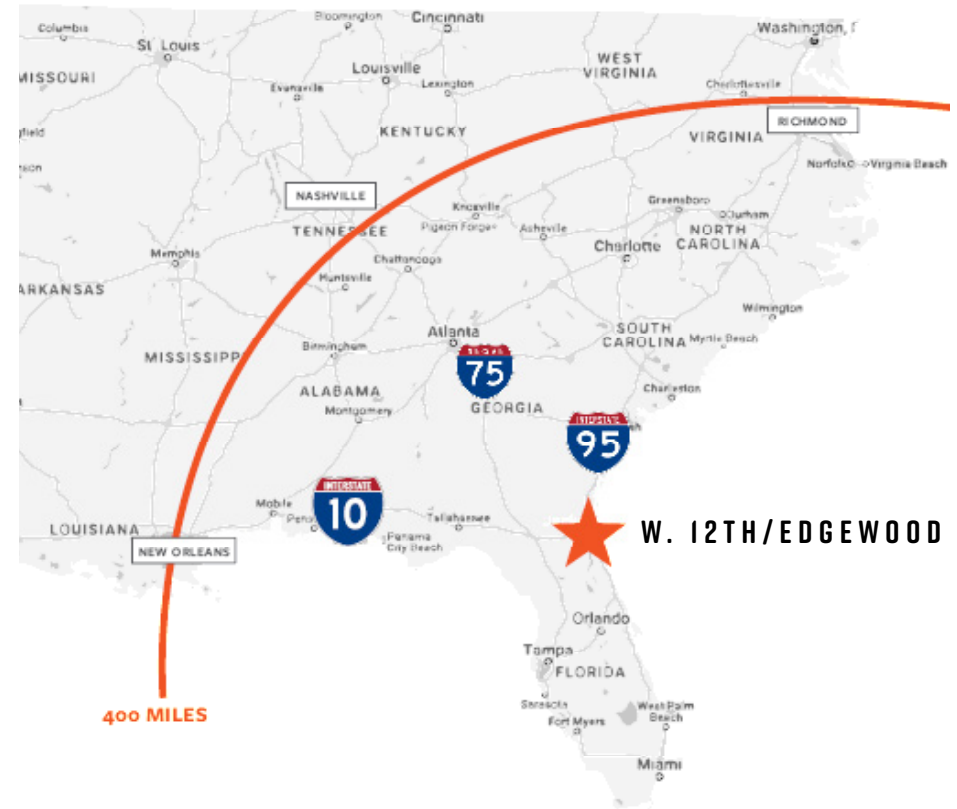 Bloomington
Cincinnati
Columbia
Washington,
St. Louis
WEST
VIRGINIA
Louisville
MISSOURI
Evansville
Lexington
Charlottesville
RICHMOND
KENTUCKY
VIRGINIA
Norfolk
Virginia Beach
NASHVILLE
Knoxville
Greensboro
Durham
Pigeon Forge
Asheville
TENNESSEE
NORTH
CAROLINA
Charlotte
Memphis
Chattanooga
Huntsville
ARKANSAS
Wilmington
Atlanta
SOUTH
CAROLINA
Myrtle Beach
Birmingham
MISSISSIPP
75
ALABAMA
Charleston
GEORGIA
Montgomery
INTERSTATE
95
INTERSTATE
10
Mobile
Tallahassee
LOUISIANA
W. 12TH/EDGEWOOD
Panama
City Beach
NEW ORLEANS
Orlando
Tampa
FLORIDA
Sarasota
West Palm
Beach
Fort Myers
400 MILES
Miami